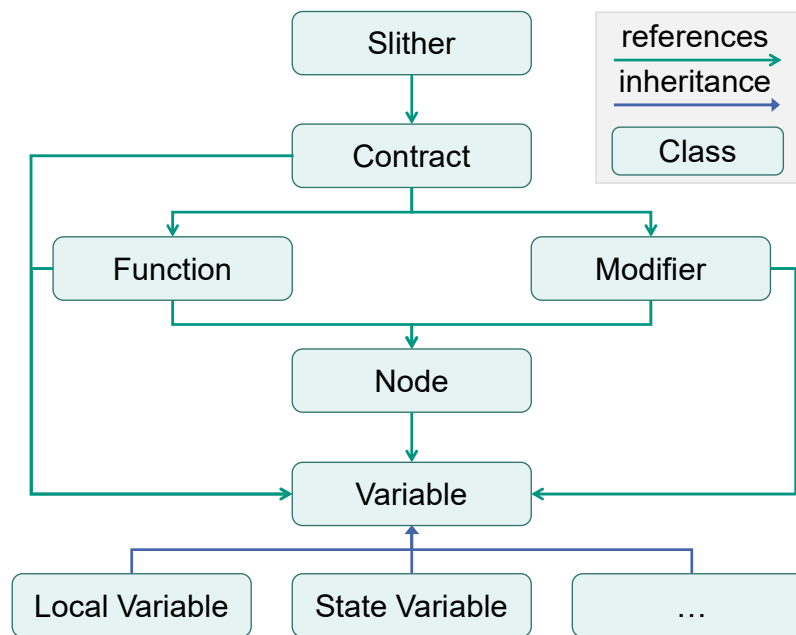 Slither
references
inheritance
Class
Contract
Function
Modifier
Node
Variable
Local Variable
State Variable
...